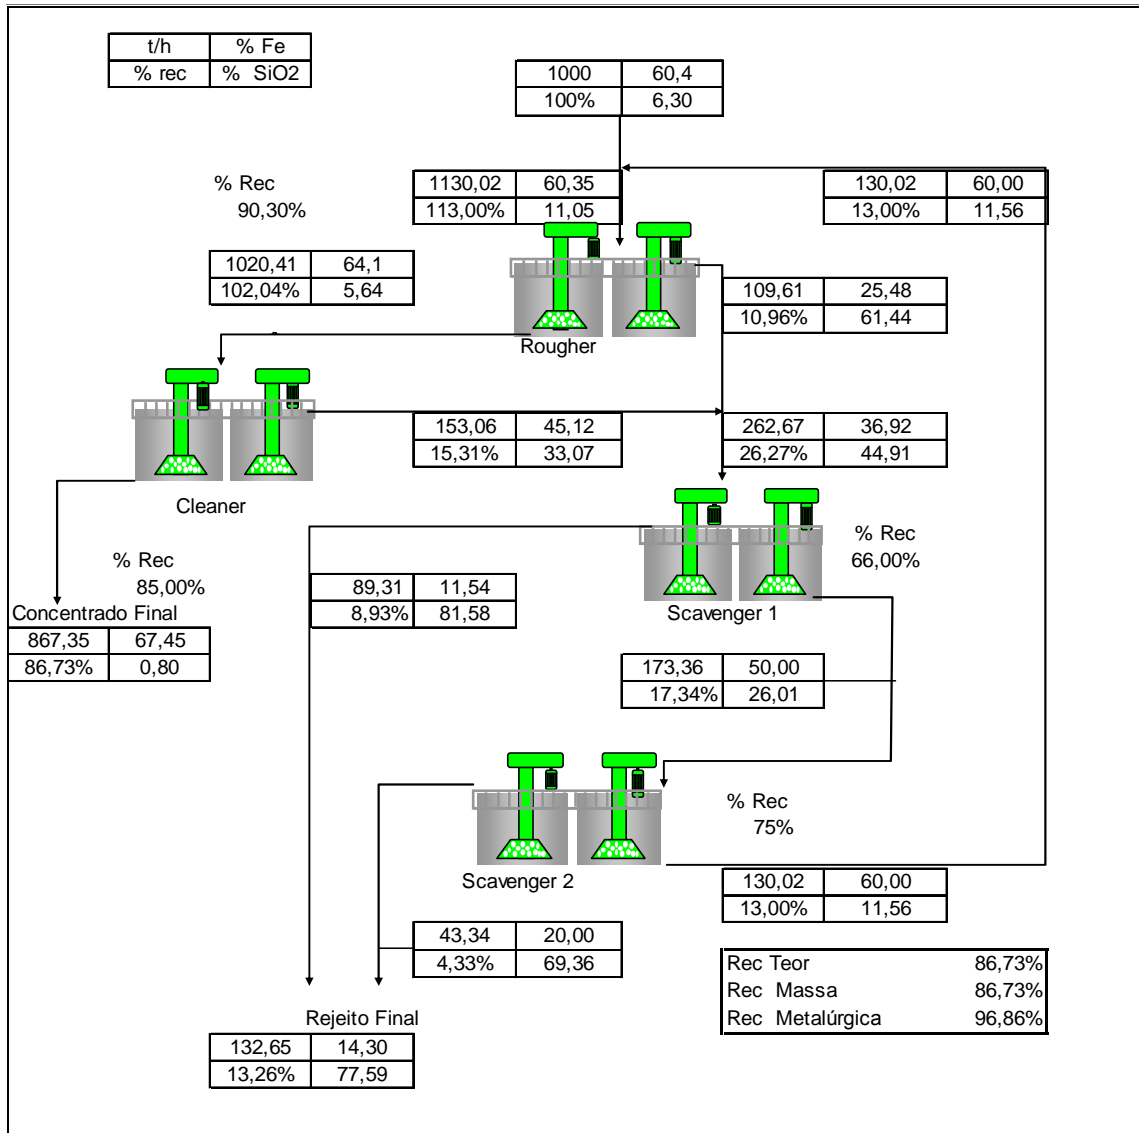 t/h % Fe
% rec % SiO2
1000 60,4
100% 6,30
% Rec
90,30%
1130,02 60,35
113,00% 11,05
130,02 60,00
13,00% 11,56
1020,41 64,1
102,04% 5,64
109,61 25,48
10,96% 61,44
Rougher
153,06 45,12
15,31% 33,07
262,67 36,92
26,27% 44,91
Cleaner
% Rec
66,00%
% Rec
85,00%
89,31 11,54
8,93% 81,58
Scavenger 1
Concentrado Final
867,35 67,45
86,73% 0,80
173,36 50,00
17,34% 26,01
% Rec
75%
Scavenger 2
130,02 60,00
13,00% 11,56
43,34 20,00
4,33% 69,36
Rec Teor 86,73%
Rec Massa 86,73%
Rec Metalúrgica 96,86%
Rejeito Final
132,65 14,30
13,26% 77,59